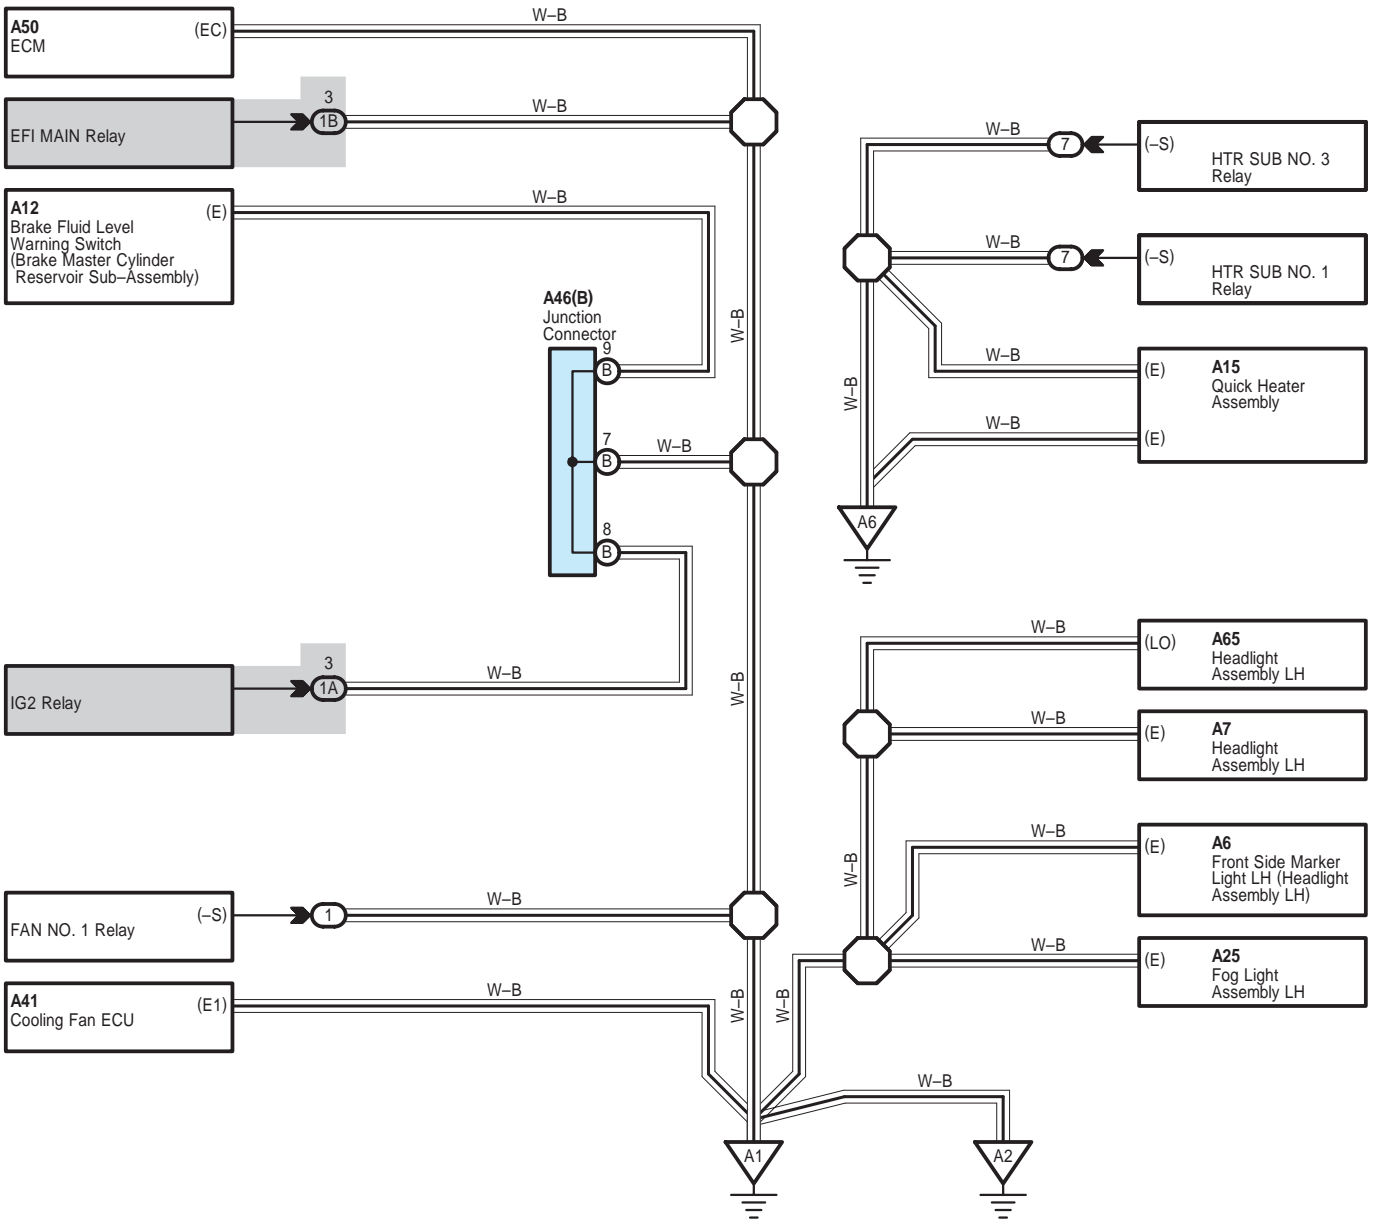 A50
ECM
(EC)
W–B
EFI MAIN Relay
3
1B
W–B
A12
Brake Fluid Level
Warning Switch
(Brake Master Cylinder
Reservoir Sub–Assembly)
(E)
W–B
A46(B)
Junction
Connector
9
B
7
B
W–B
8
B
W–B
IG2 Relay
3
1A
W–B
W–B
FAN NO. 1 Relay
(–S)
1
W–B
A41
Cooling Fan ECU
(E1)
W–B
W–B
W–B
A1
W–B
A2
W–B
7
(–S)
HTR SUB NO. 3
Relay
W–B
7
(–S)
HTR SUB NO. 1
Relay
W–B
W–B
(E)
A15
Quick Heater
Assembly
W–B
(E)
A6
W–B
(LO)
A65
Headlight
Assembly LH
W–B
(E)
A7
Headlight
Assembly LH
W–B
W–B
(E)
A6
Front Side Marker
Light LH (Headlight
Assembly LH)
W–B
(E)
A25
Fog Light
Assembly LH